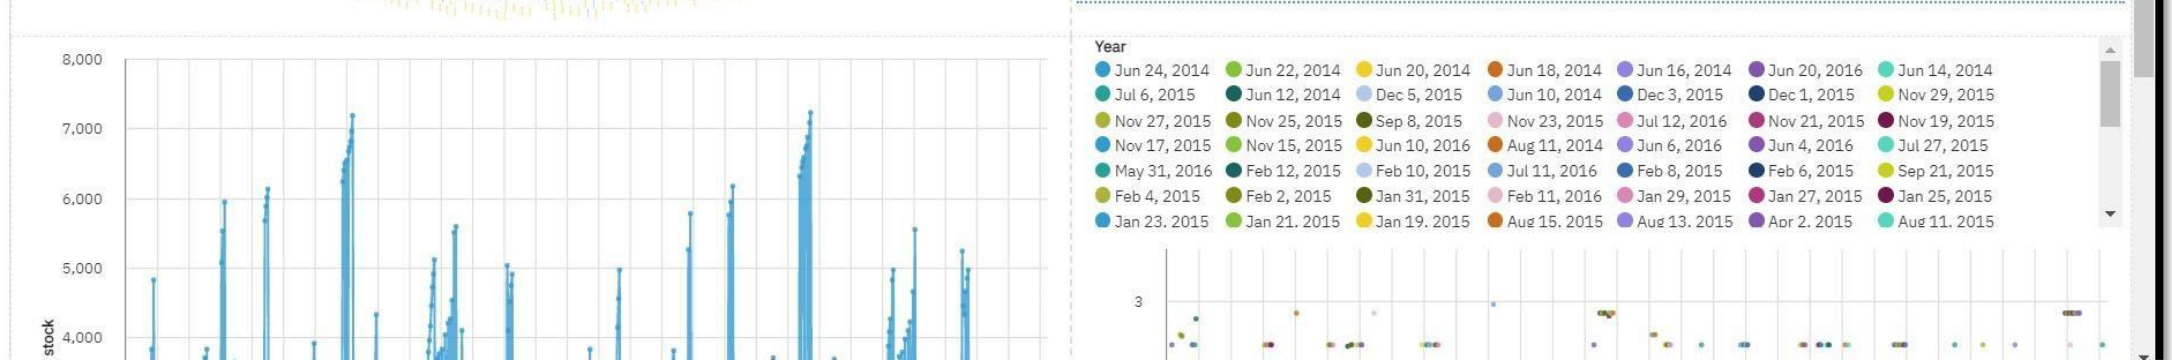 8,000
7,000
6,000
5,000
4,000
stock
Year
Jun 24, 2014 Jun 22, 2014 Jun 20, 2014 Jun 18, 2014 Jun 16, 2014 Jun 20, 2016 Jun 14, 2014
Jul 6, 2015 Jun 12, 2014 Dec 5, 2015 Jun 10, 2014 Dec 3, 2015 Dec 1, 2015 Nov 29, 2015
Nov 27, 2015 Nov 25, 2015 Sep 8, 2015 Nov 23, 2015 Jul 12, 2016 Nov 21, 2015 Nov 19, 2015
Nov 17, 2015 Nov 15, 2015 Jun 10, 2016 Aug 11, 2014 Jun 6, 2016 Jun 4, 2016 Jul 27, 2015
May 31, 2016 Feb 12, 2015 Feb 10, 2015 Jul 11, 2016 Feb 8, 2015 Feb 6, 2015 Sep 21, 2015
Feb 4, 2015 Feb 2, 2015 Jan 31, 2015 Feb 11, 2016 Jan 29, 2015 Jan 27, 2015 Jan 25, 2015
Jan 23, 2015 Jan 21, 2015 Jan 19, 2015 Aug 15, 2015 Aug 13, 2015 Apr 2, 2015 Aug 11, 2015
3